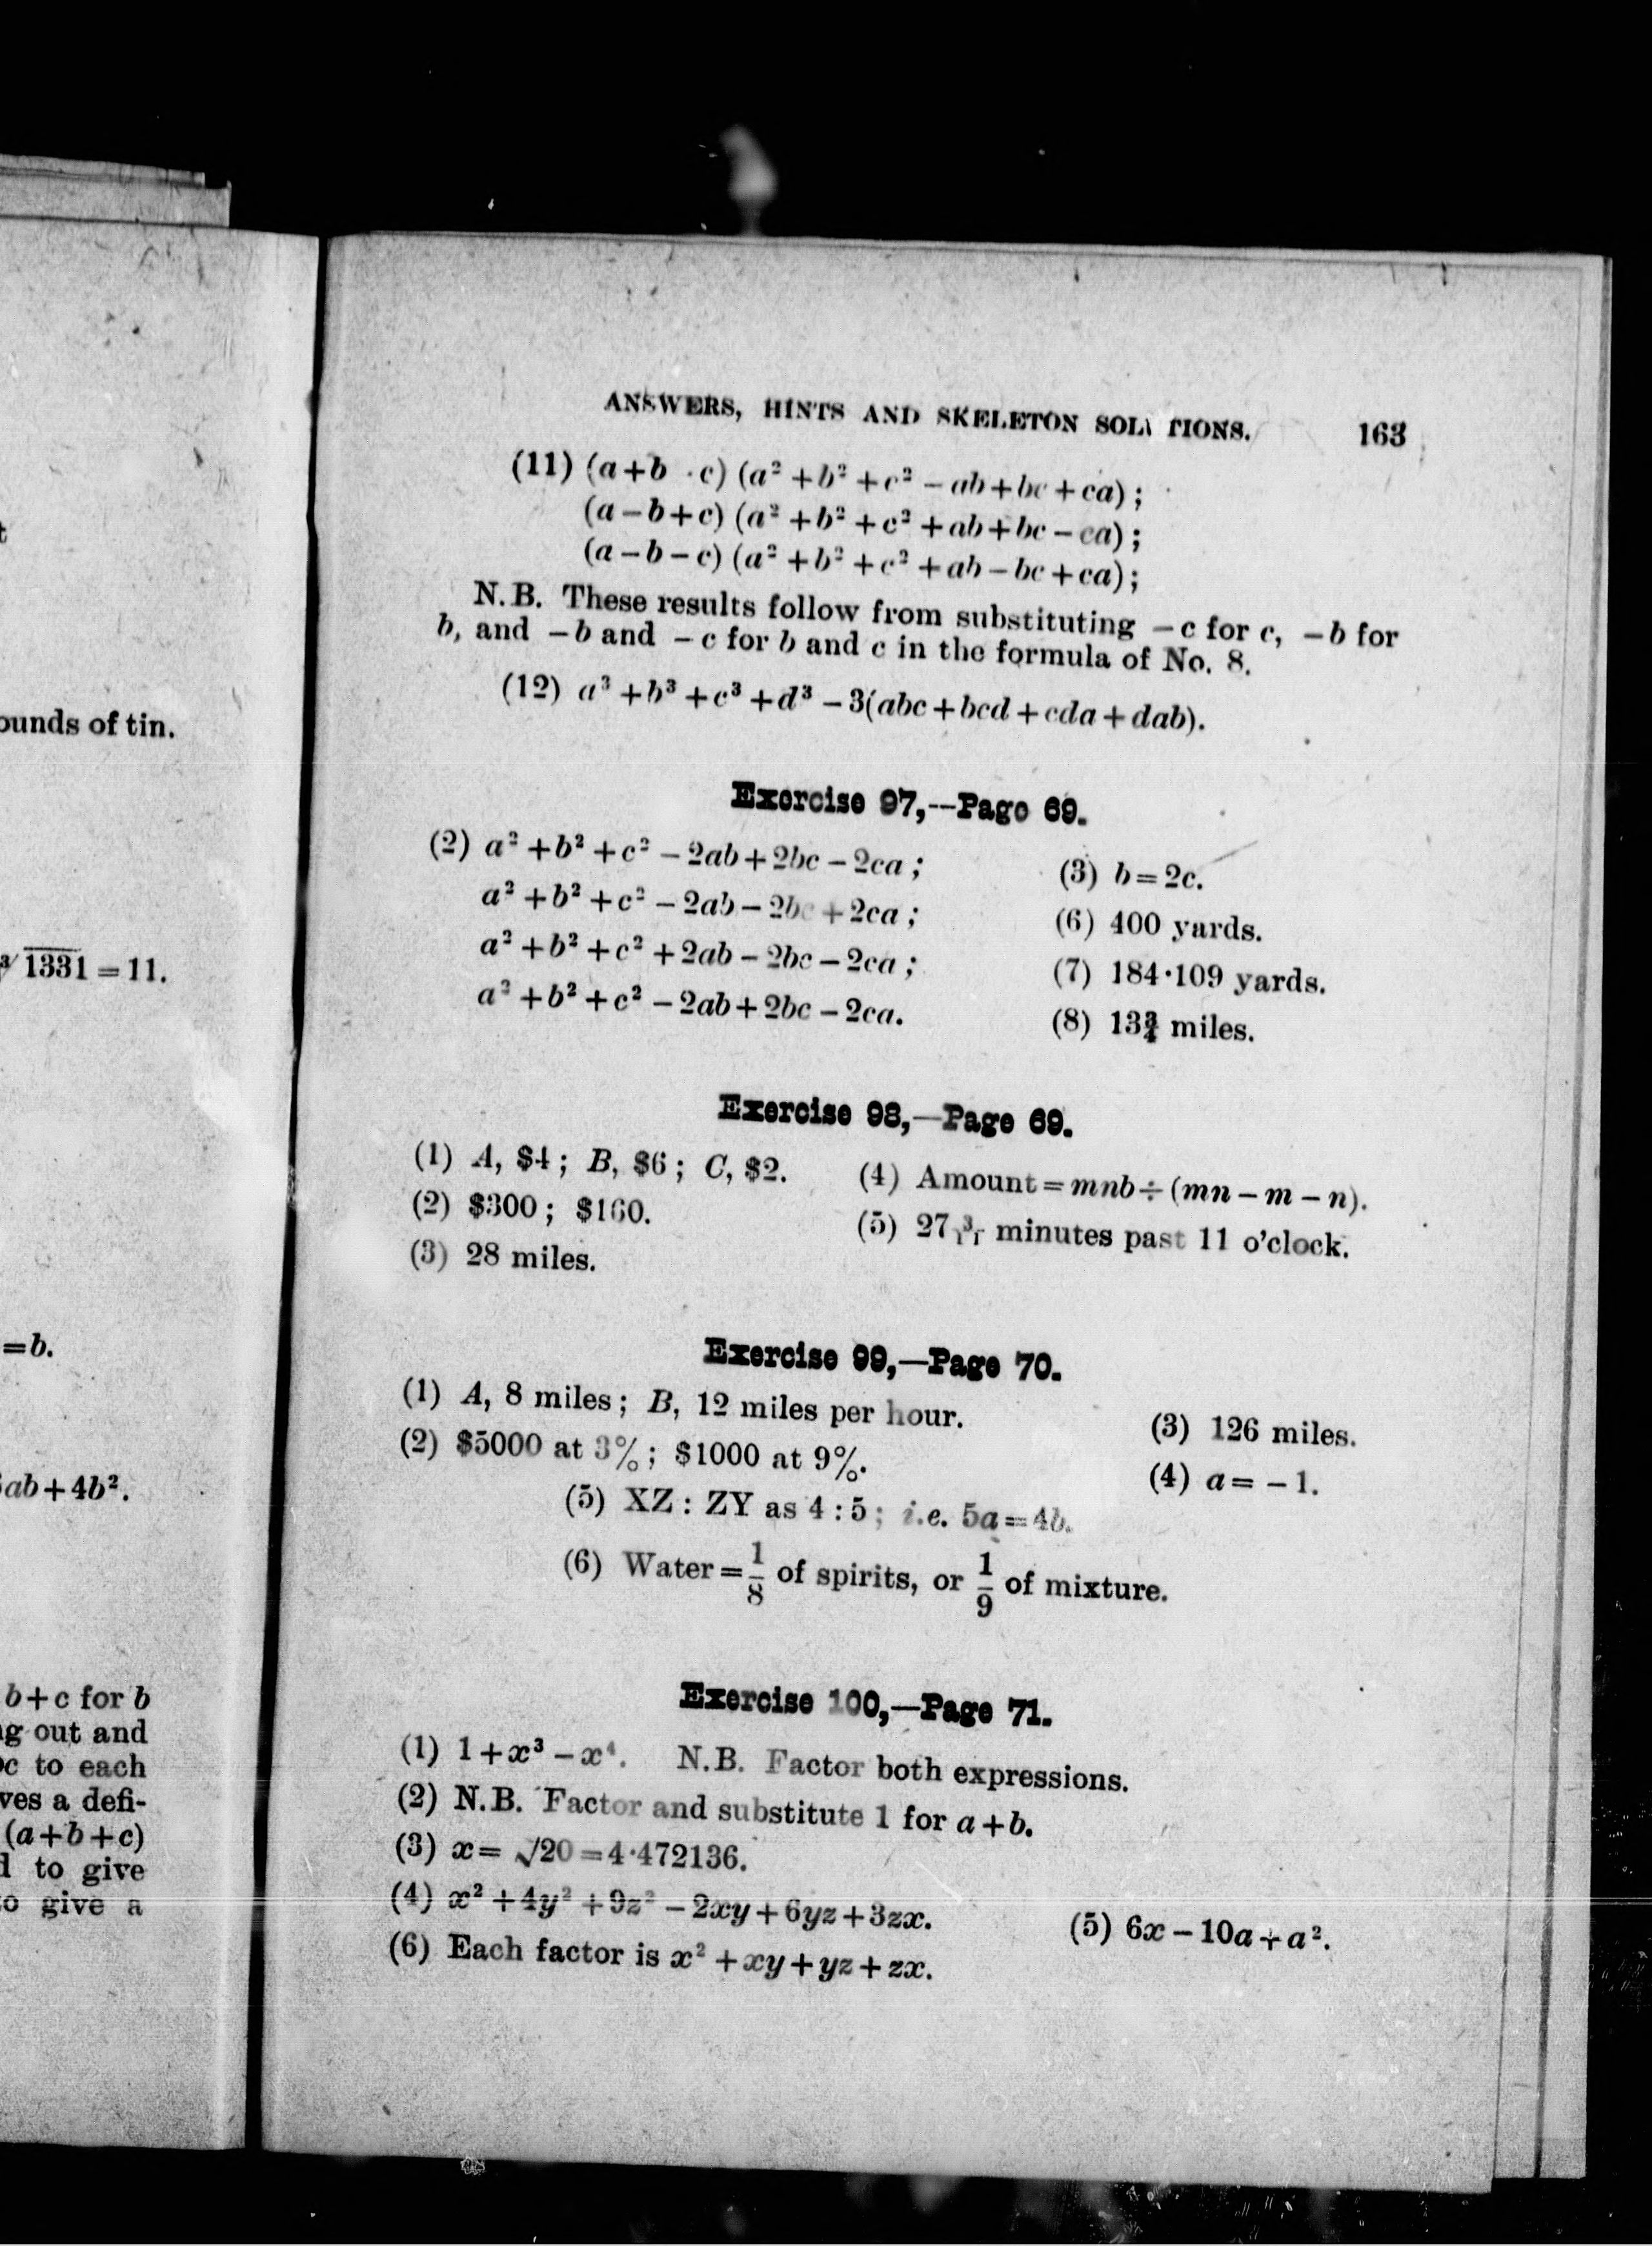 ounds of tin.
∛1331 = 11.
=b.
ab+4b².
b+c for b
out and
to each
ves a defi-
(a+b+c)
to give
give a
ANSWERS, HINTS AND SKELETON SOLUTIONS. 163
(11) (a+b-c) (a²+b²+c²-ab+bc+ca);
(a-b+c) (a²+b²+c²+ab+bc-ca);
(a-b-c) (a²+b²+c²+ab-bc+ca);
N.B. These results follow from substituting -c for c, -b for
b, and -b and -c for b and c in the formula of No. 8.
(12) a³+b³+c³+d³-3(abc+bcd+cda+dab).
Exercise 97,--Page 69.
(2) a²+b²+c²-2ab+2bc-2ca;
a²+b²+c²-2ab-2bc+2ca;
a²+b²+c²+2ab-2bc-2ca;
a²+b²+c²-2ab+2bc-2ca.
(3) b=2c.
(6) 400 yards.
(7) 184·109 yards.
(8) 13¾ miles.
Exercise 98,—Page 69.
(1) A, $4; B, $6; C, $2.
(2) $300; $160.
(3) 28 miles.
(4) Amount=mnb÷(mn-m-n).
(5) 27 3/11 minutes past 11 o'clock.
Exercise 99,—Page 70.
(1) A, 8 miles; B, 12 miles per hour.
(2) $5000 at 3%; $1000 at 9%.
(3) 126 miles.
(4) a= -1.
(5) XZ: ZY as 4:5; i.e. 5a=4b.
(6) Water=1/8 of spirits, or 1/9 of mixture.
Exercise 100,—Page 71.
(1) 1+x³-x⁴. N.B. Factor both expressions.
(2) N.B. Factor and substitute 1 for a+b.
(3) x= √20=4·472136.
(4) x²+4y²+9z²-2xy+6yz+3zx.
(5) 6x-10a+a².
(6) Each factor is x²+xy+yz+zx.